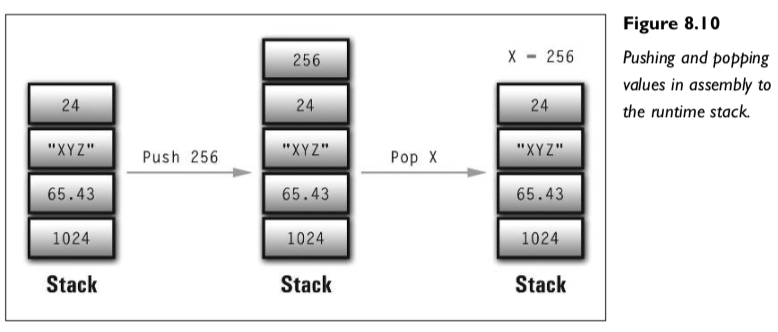 Figure 8.10
Pushing and popping
values in assembly to
the runtime stack.
24
"XYZ"
65.43
1024
Stack
Push 256
256
24
"XYZ"
65.43
1024
Stack
Pop X
X - 256
24
"XYZ"
65.43
1024
Stack